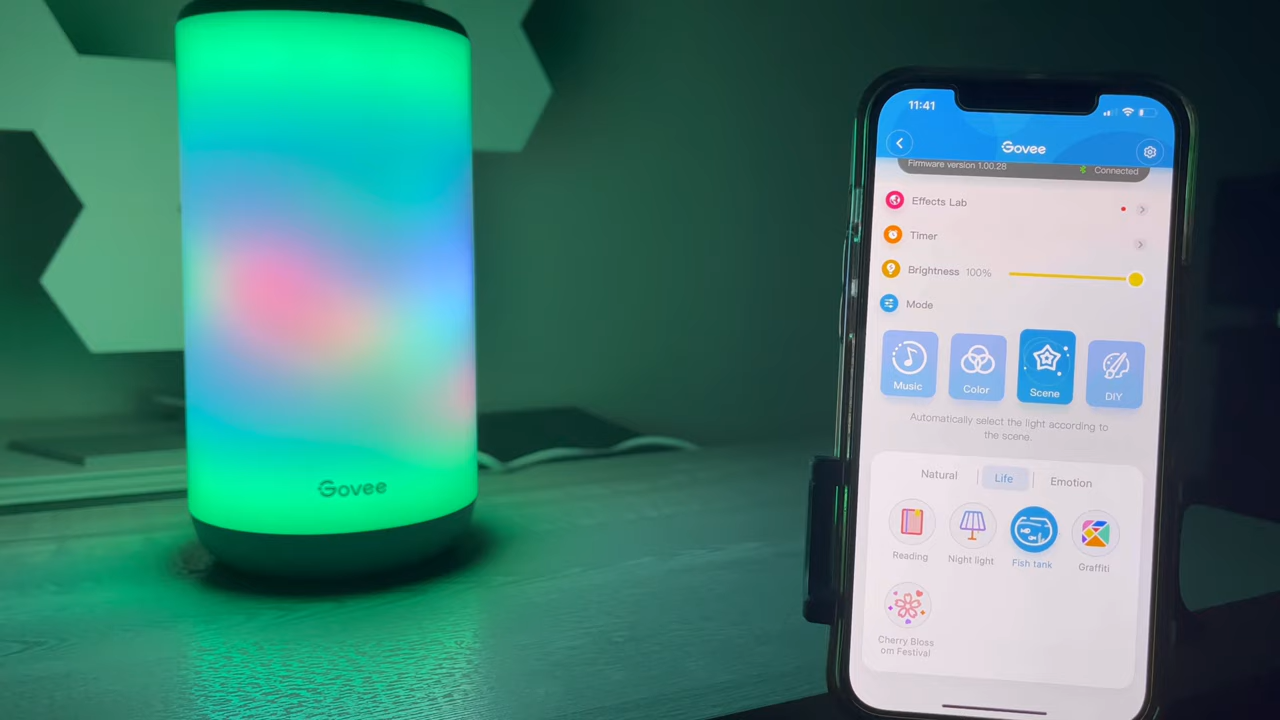 Govee
11:41
Govee
Firmware version 1.00.28
Connected
Effects Lab
Timer
Brightness 100%
Mode
Music
Color
Scene
DIY
Automatically select the light according to
the scene.
Natural
Life
Emotion
Reading
Night light
Fish tank
Graffiti
Cherry Bloss
om Festival